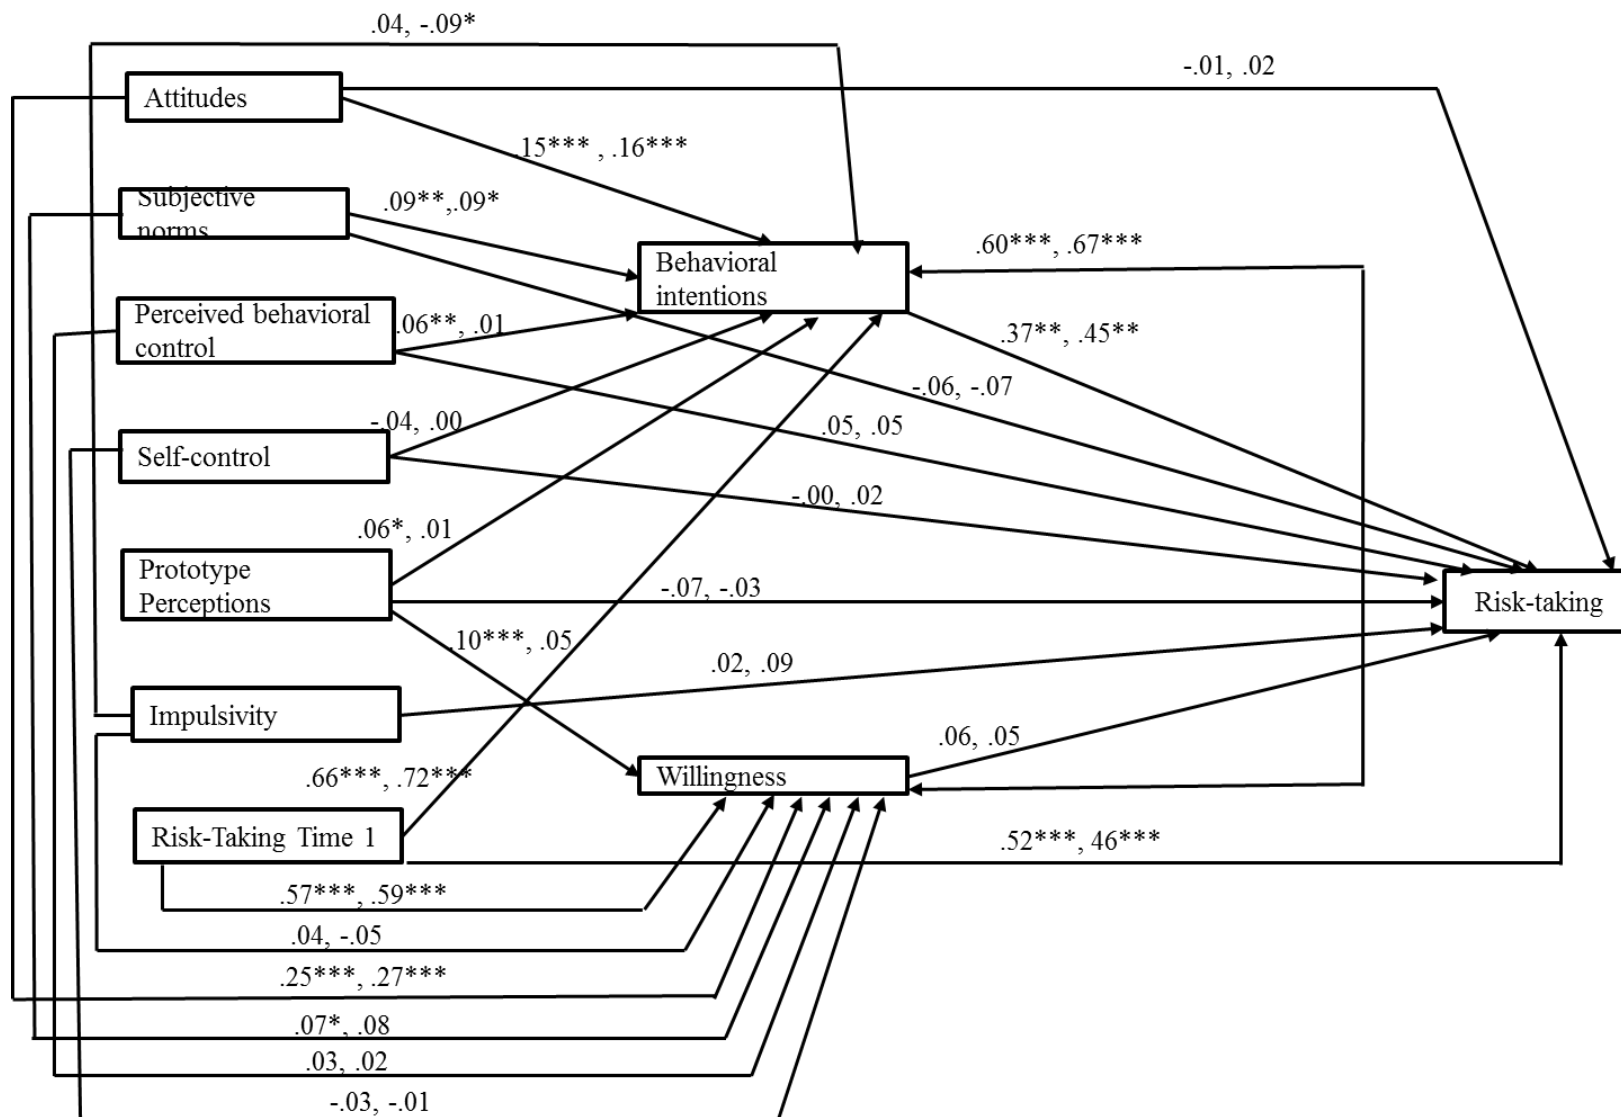 .04, -.09*
-.01, .02
Attitudes
.15*** , .16***
Subjective
norms
.09**,.09*
.60***, .67***
Behavioral
intentions
Perceived behavioral
control
.06**, .01
.37**, .45**
-.06, -.07
-.04, .00
.05, .05
Self-control
-.00, .02
.06*, .01
Prototype
Perceptions
-.07, -.03
Risk-taking
.10***, .05
.02, .09
Impulsivity
.06, .05
.66***, .72***
Willingness
Risk-Taking Time 1
.52***, 46***
.57***, .59***
.04, -.05
.25***, .27***
.07*, .08
.03, .02
-.03, -.01